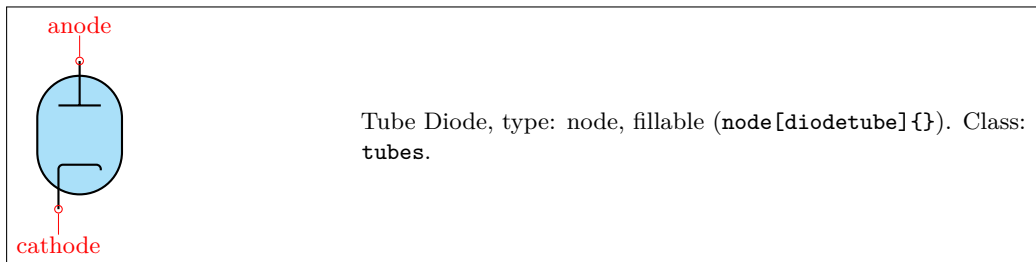 anode
Tube Diode, type: node, fillable (node[diodetube]{}). Class:
tubes.
cathode